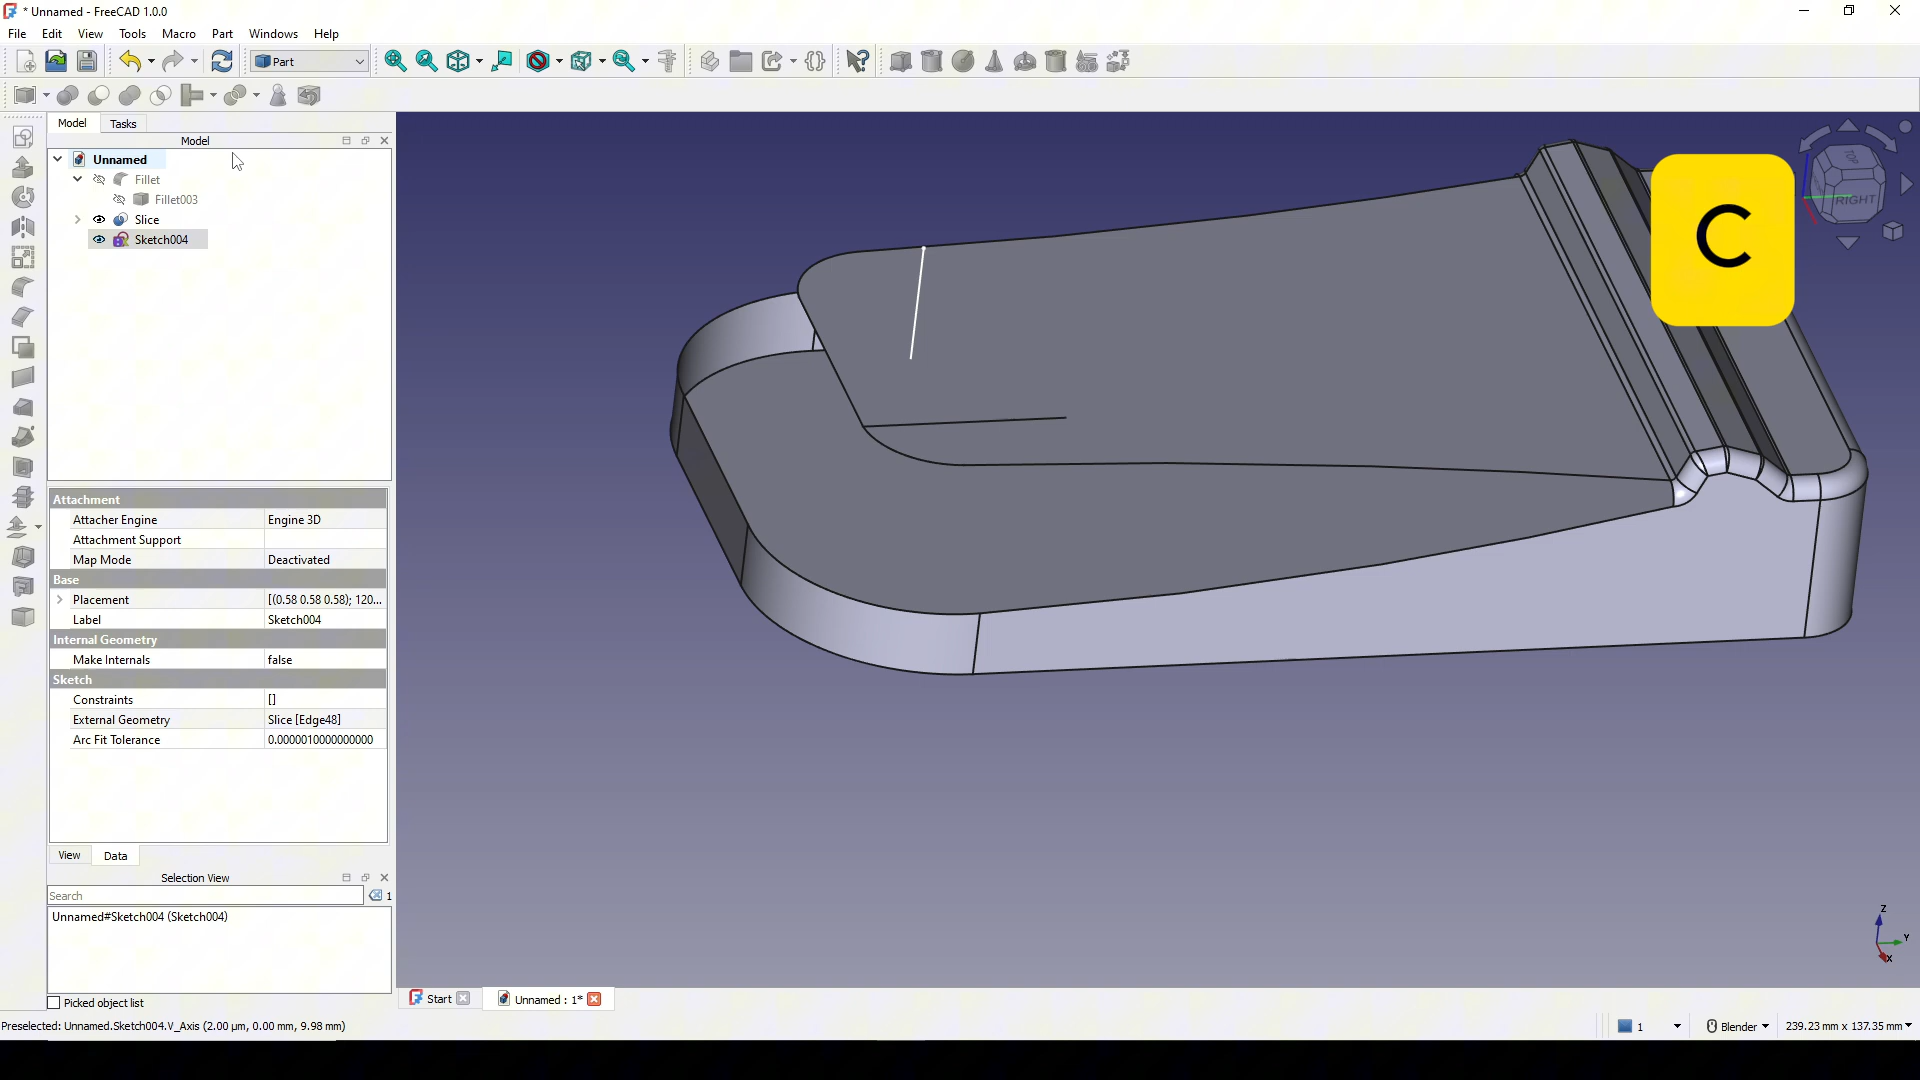 * Unnamed - FreeCAD 1.0.0
File Edit View Tools Macro Part Windows Help
Part
Model Tasks
Model
Unnamed
Fillet
Fillet003
Slice
Sketch004
Attachment
Attacher Engine Engine 3D
Attachment Support
Map Mode Deactivated
Base
Placement [(0.58 0.58 0.58); 120...
Label Sketch004
Internal Geometry
Make Internals false
Sketch
Constraints []
External Geometry Slice [Edge48]
Arc Fit Tolerance 0.0000010000000000
View Data
Selection View
Search 1
Unnamed#Sketch004 (Sketch004)
Picked object list
TOP
RIGHT
C
Z
Y
X
Start Unnamed : 1*
Preselected: Unnamed.Sketch004.V_Axis (2.00 µm, 0.00 mm, 9.98 mm)
1 Blender 239.23 mm x 137.35 mm